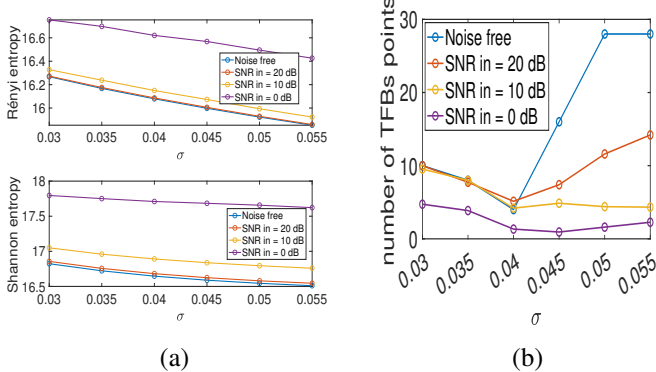 16.6
16.4
16.2
16
Rényi entropy
Noise free
SNR in = 20 dB
SNR in = 10 dB
SNR in = 0 dB
0.03 0.035 0.04 0.045 0.05 0.055
σ
18
17.5
17
16.5
Shannon entropy
Noise free
SNR in = 20 dB
SNR in = 10 dB
SNR in = 0 dB
0.03 0.035 0.04 0.045 0.05 0.055
σ
(a)
30
20
10
0
number of TFBs points
Noise free
SNR in = 20 dB
SNR in = 10 dB
SNR in = 0 dB
0.03 0.035 0.04 0.045 0.05 0.055
σ
(b)